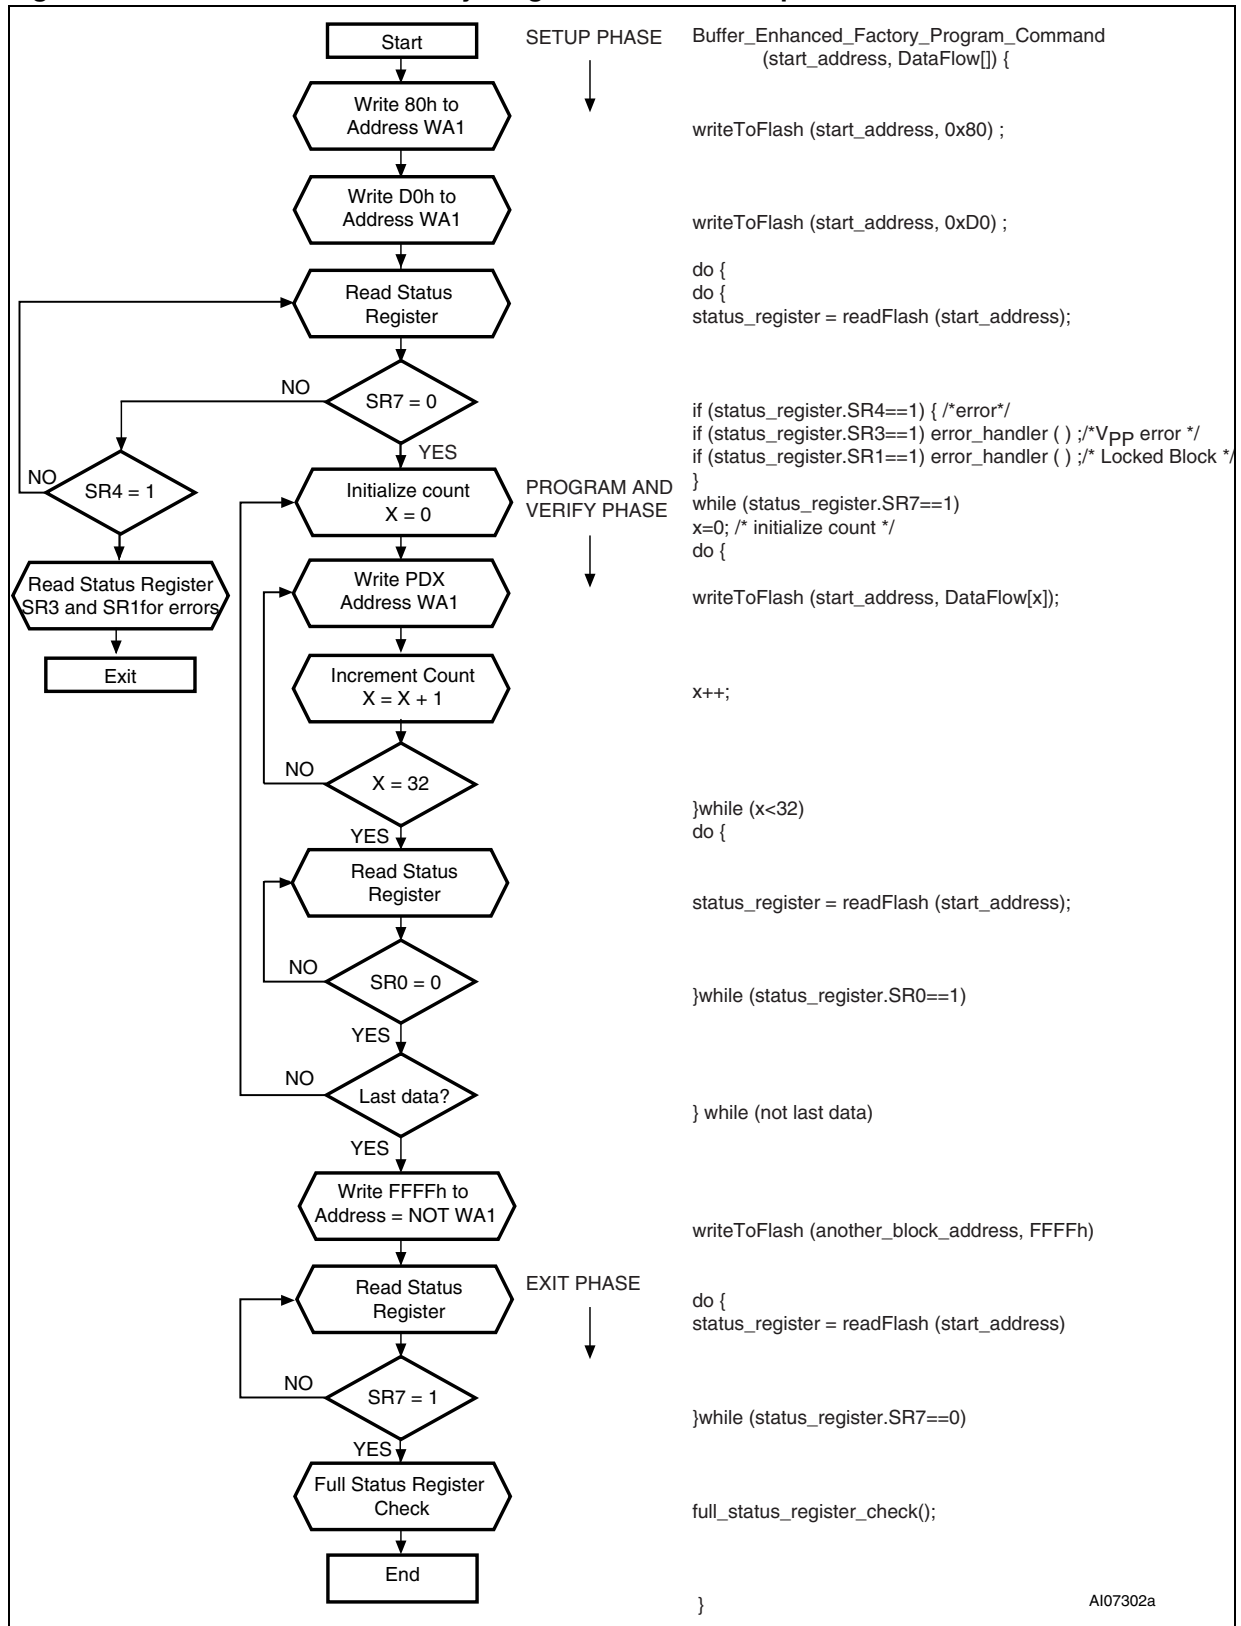 Start
Write 80h to
Address WA1
Write D0h to
Address WA1
Read Status
Register
NO
SR7 = 0
YES
NO
SR4 = 1
Read Status Register
SR3 and SR1for errors
Exit
Initialize count
X = 0
Write PDX
Address WA1
Increment Count
X = X + 1
NO
X = 32
YES
Read Status
Register
NO
SR0 = 0
YES
NO
Last data?
YES
Write FFFFh to
Address = NOT WA1
Read Status
Register
NO
SR7 = 1
YES
Full Status Register
Check
End
SETUP PHASE
PROGRAM AND
VERIFY PHASE
EXIT PHASE
Buffer_Enhanced_Factory_Program_Command
(start_address, DataFlow[]) {
writeToFlash (start_address, 0x80) ;
writeToFlash (start_address, 0xD0) ;
do {
do {
status_register = readFlash (start_address);
if (status_register.SR4==1) { /*error*/
if (status_register.SR3==1) error_handler ( ) ;/*VPP error */
if (status_register.SR1==1) error_handler ( ) ;/* Locked Block */
}
while (status_register.SR7==1)
x=0; /* initialize count */
do {
writeToFlash (start_address, DataFlow[x]);
x++;
}while (x<32)
do {
status_register = readFlash (start_address);
}while (status_register.SR0==1)
} while (not last data)
writeToFlash (another_block_address, FFFFh)
do {
status_register = readFlash (start_address)
}while (status_register.SR7==0)
full_status_register_check();
}
AI07302a